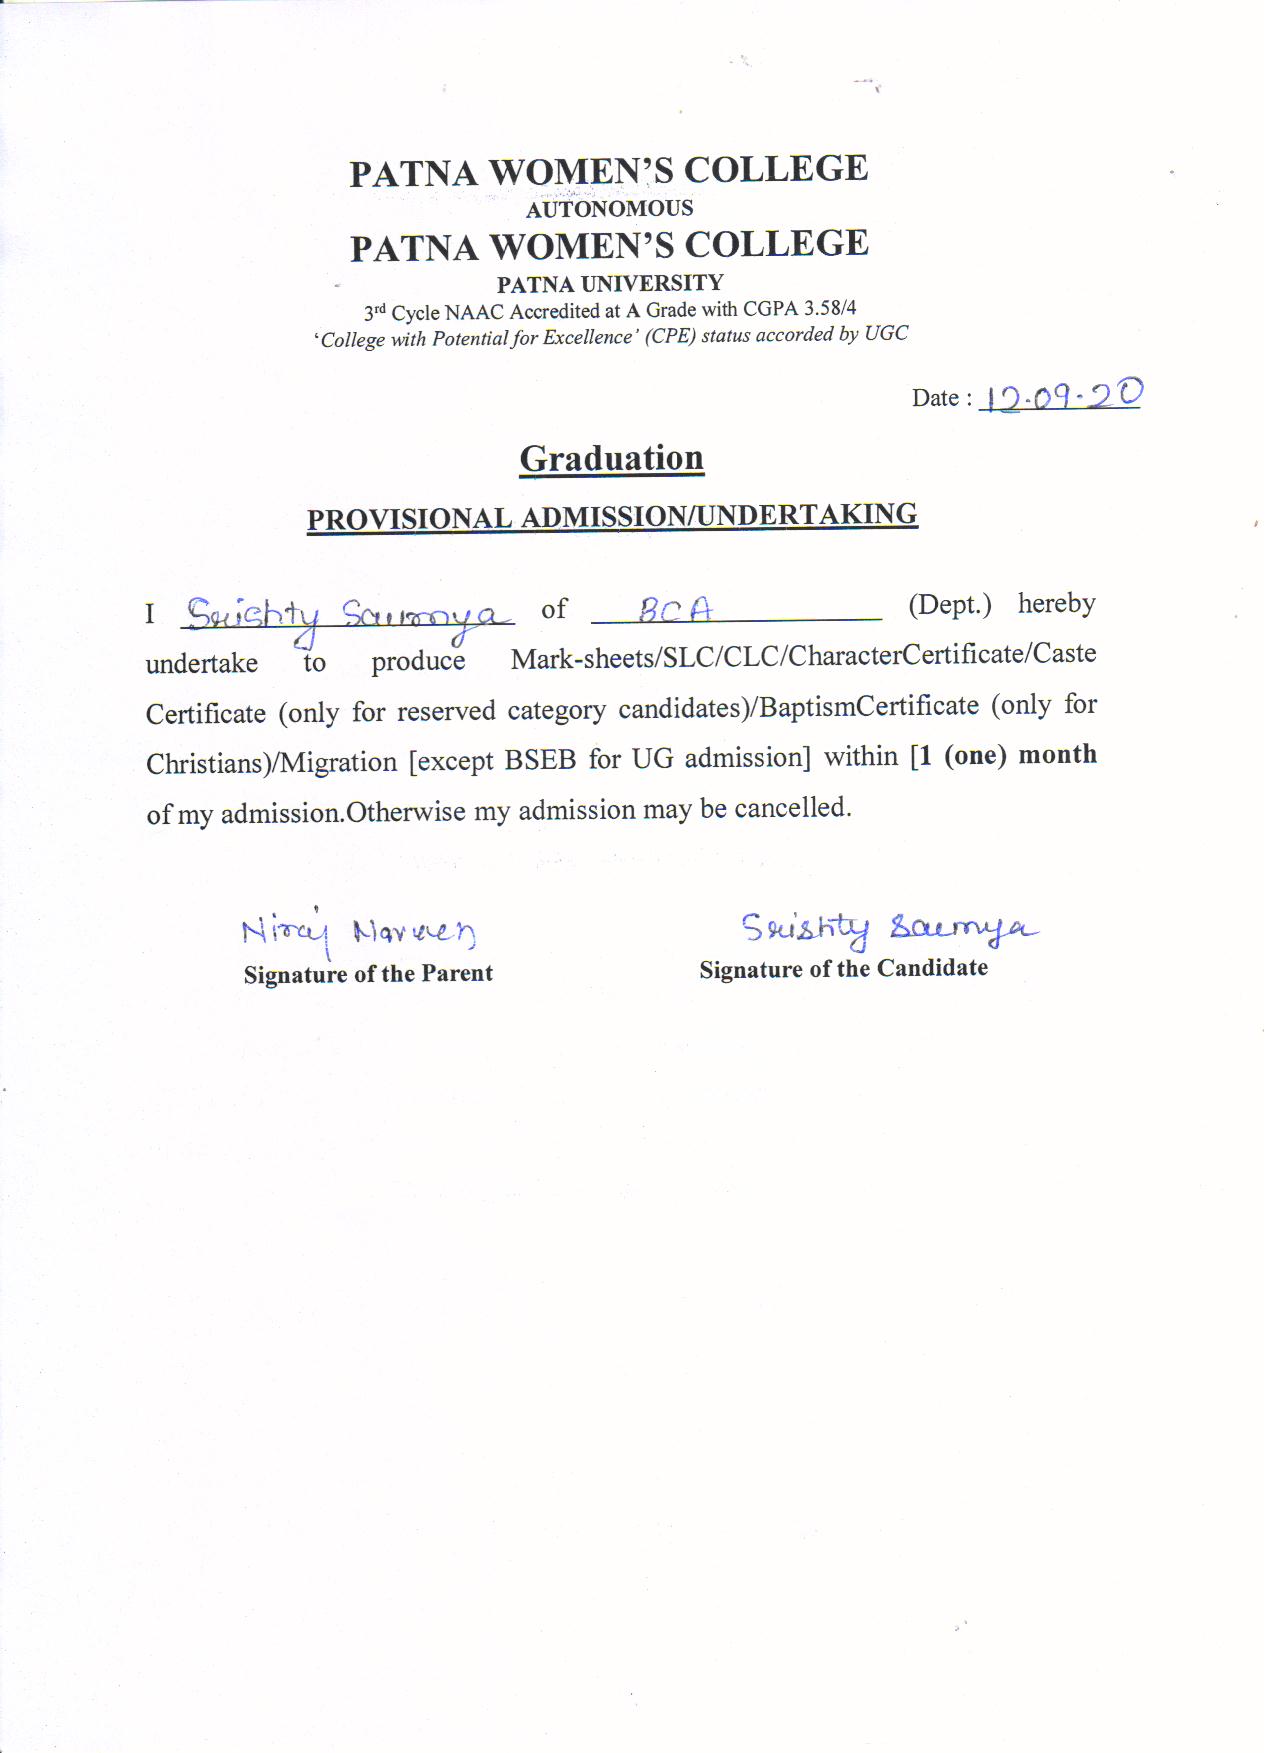 PATNA WOMEN'S COLLEGE
AUTONOMOUS
PATNA WOMEN'S COLLEGE
PATNA UNIVERSITY
3rd Cycle NAAC Accredited at A Grade with CGPA 3.58/4
'College with Potential for Excellence' (CPE) status accorded by UGC
Date : 12.09.20
Graduation
PROVISIONAL ADMISSION/UNDERTAKING
I Srishty Saumya of BCA (Dept.) hereby
undertake to produce Mark-sheets/SLC/CLC/CharacterCertificate/Caste
Certificate (only for reserved category candidates)/BaptismCertificate (only for
Christians)/Migration [except BSEB for UG admission] within [1 (one) month
of my admission.Otherwise my admission may be cancelled.
Niraj Naveen Srishty Saumya
Signature of the Parent Signature of the Candidate